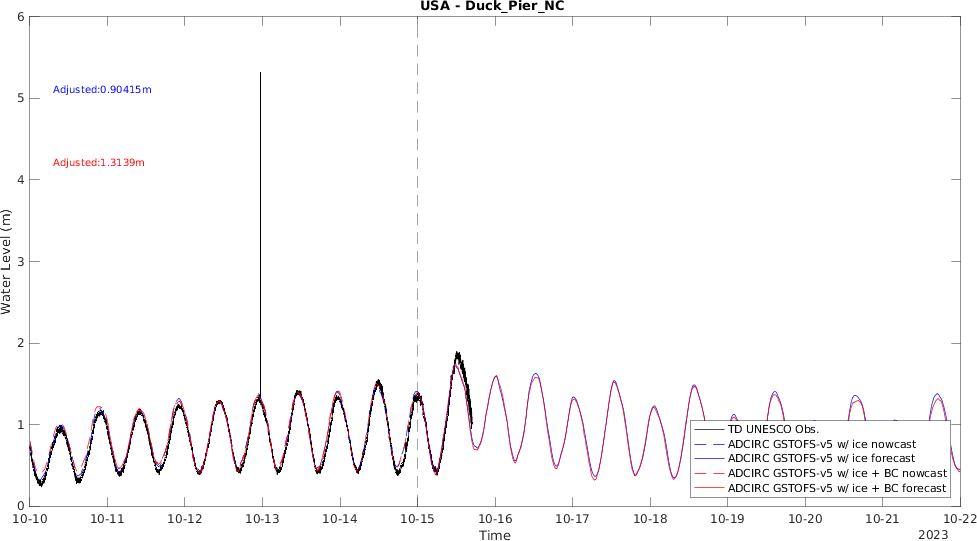 USA - Duck_Pier_NC
6
5
4
3
2
1
0
Water Level (m)
Adjusted:0.90415m
Adjusted:1.3139m
TD UNESCO Obs.
ADCIRC GSTOFS-v5 w/ ice nowcast
ADCIRC GSTOFS-v5 w/ ice forecast
ADCIRC GSTOFS-v5 w/ ice + BC nowcast
ADCIRC GSTOFS-v5 w/ ice + BC forecast
10-10 10-11 10-12 10-13 10-14 10-15 10-16 10-17 10-18 10-19 10-20 10-21 10-22
Time
2023